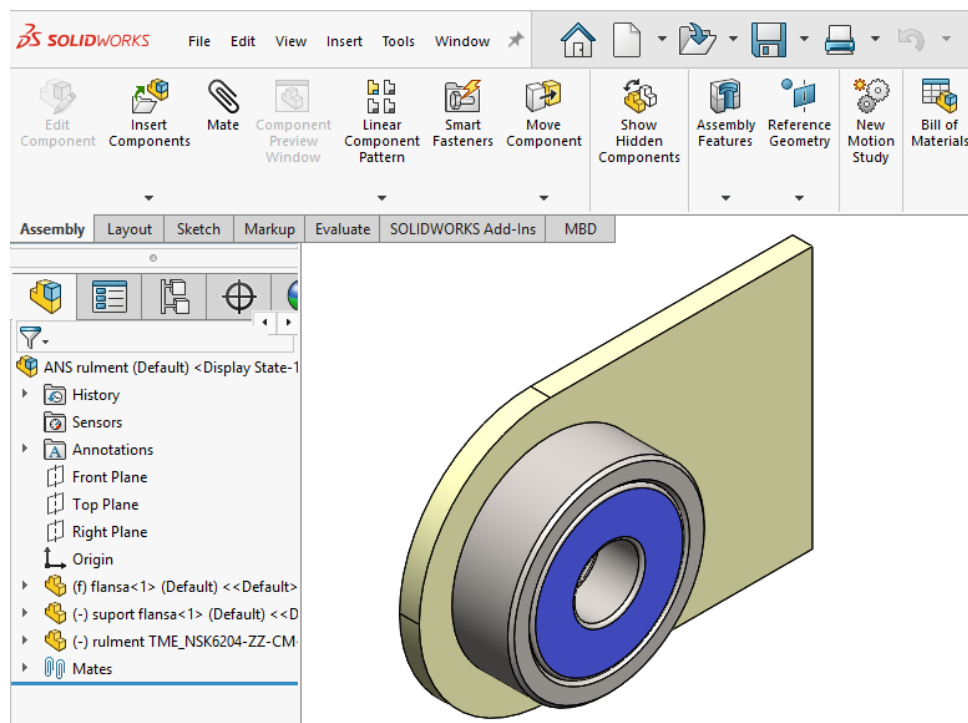 SOLIDWORKS File Edit View Insert Tools Window
Edit Component
Insert Components
Mate
Component Preview Window
Linear Component Pattern
Smart Fasteners
Move Component
Show Hidden Components
Assembly Features
Reference Geometry
New Motion Study
Bill of Materials
Assembly Layout Sketch Markup Evaluate SOLIDWORKS Add-Ins MBD
ANS rulment (Default) <Display State-1
History
Sensors
A Annotations
Front Plane
Top Plane
Right Plane
Origin
(f) flansa<1> (Default) <<Default>
(-) suport flansa<1> (Default) <<D
(-) rulment TME_NSK6204-ZZ-CM-
Mates